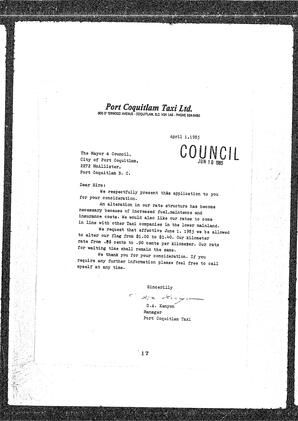 Port Coquitlam Taxi Ltd.
April 1.1985
COUNCIL
JUN 10 1985
The Mayor & Council,
City of Port Coquitlam,
2272 McAllister.
Port Coquitlam B. C.
Dear Sirs:
We respectfully present this application to you
for your consideration.
An alteration in our rate structure has become
necessary because of increased fuel,maintence and
insurance costs. We would also like our rates to come
in line with other Taxi companies in the lower mainland.
We request that effective June 1. 1985 we be allowed
to alter our flag from $1.00 to $1.40. Our kilometer
rate from .85 cents to .90 cents per kilometer. Our rate
for waiting time shall remain the same.
We thank you for your consideration. If you
require any further information please feel free to call
myself at any time.
Sincerilly
G.A. Kenyon
Manager
Port Coquitlam Taxi
17